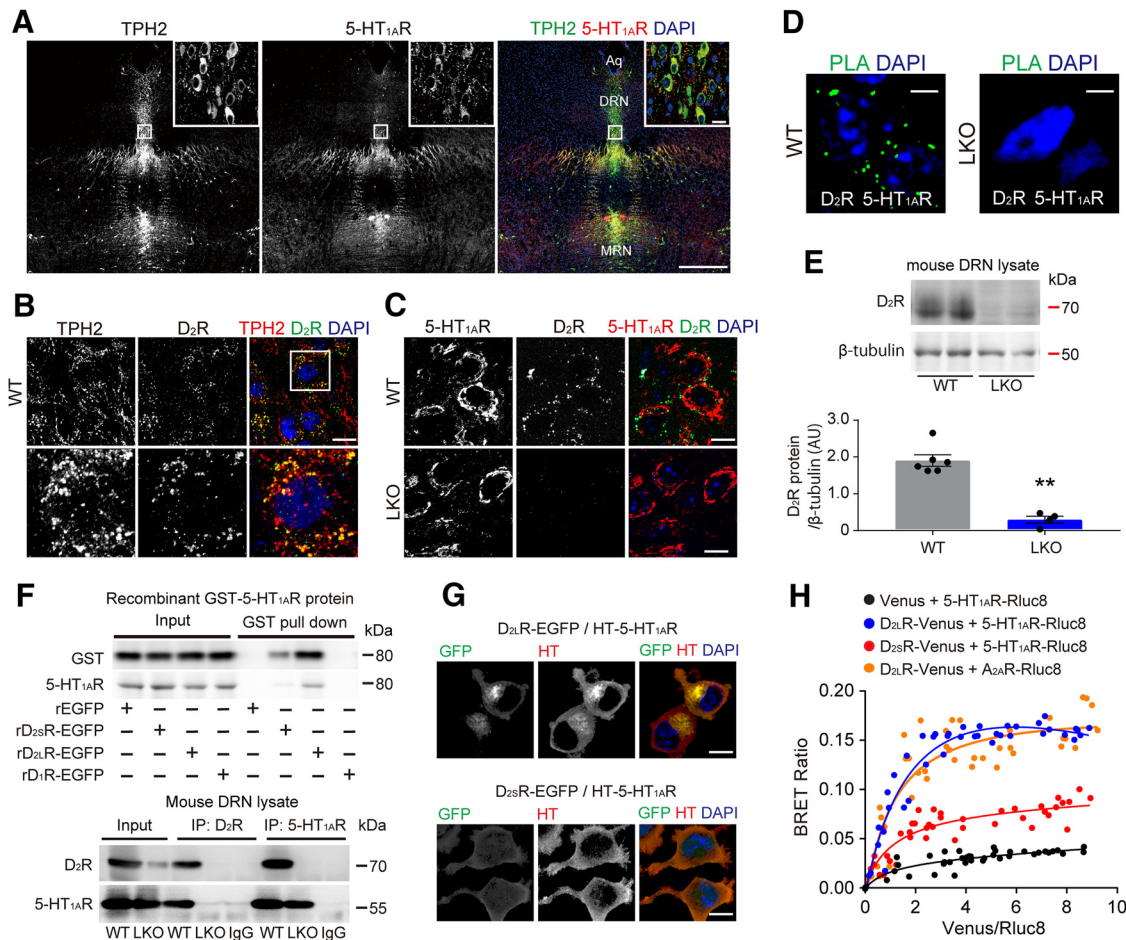 A
TPH2
5-HT1AR
TPH2 5-HT1AR DAPI
Aq
DRN
MRN
B
TPH2
D2R
TPH2 D2R DAPI
WT
C
5-HT1AR
D2R
5-HT1AR D2R DAPI
WT
LKO
D
PLA DAPI
PLA DAPI
WT
LKO
D2R 5-HT1AR
D2R 5-HT1AR
E
mouse DRN lysate
kDa
D2R
70
β-tubulin
50
WT
LKO
D2R protein
/β-tubulin (AU)
3.0
2.0
1.0
0
**
WT
LKO
F
Recombinant GST-5-HT1AR protein
Input
GST pull down
kDa
GST
80
5-HT1AR
80
rEGFP + − − − + − − −
rD2SR-EGFP − + − − − + − −
rD2LR-EGFP − − + − − − + −
rD1R-EGFP − − − + − − − +
Mouse DRN lysate
Input
IP: D2R
IP: 5-HT1AR
kDa
D2R
70
5-HT1AR
55
WT LKO WT LKO IgG WT LKO IgG
G
D2LR-EGFP / HT-5-HT1AR
GFP
HT
GFP HT DAPI
D2SR-EGFP / HT-5-HT1AR
GFP
HT
GFP HT DAPI
H
Venus + 5-HT1AR-Rluc8
D2LR-Venus + 5-HT1AR-Rluc8
D2SR-Venus + 5-HT1AR-Rluc8
D2LR-Venus + A2AR-Rluc8
BRET Ratio
0.20
0.15
0.10
0.05
0.00
0 2 4 6 8 10
Venus/Rluc8